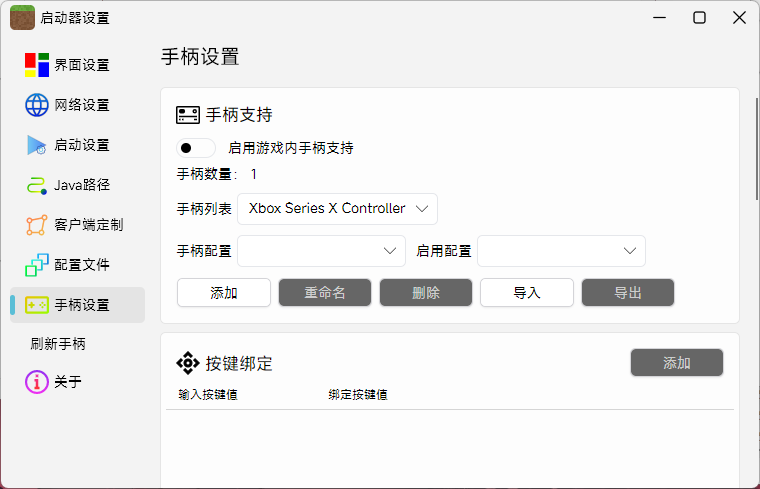 启动器设置
界面设置
网络设置
启动设置
Java路径
客户端定制
配置文件
手柄设置
刷新手柄
关于
手柄设置
手柄支持
启用游戏内手柄支持
手柄数量： 1
手柄列表 Xbox Series X Controller
手柄配置 启用配置
添加 重命名 删除 导入 导出
按键绑定 添加
输入按键值 绑定按键值